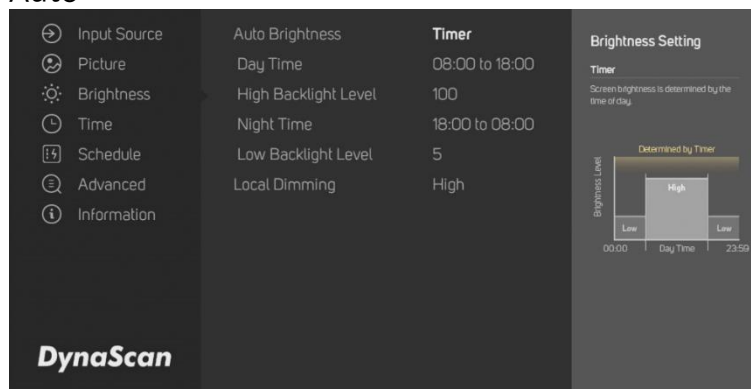 Auto
Input Source
Picture
Brightness
Time
Schedule
Advanced
Information
DynaScan
Auto Brightness Timer
Day Time 08:00 to 18:00
High Backlight Level 100
Night Time 18:00 to 08:00
Low Backlight Level 5
Local Dimming High
Brightness Setting
Timer
Screen brightness is determined by the
time of day.
Determined by Timer
Brightness Level
High
Low Low
00:00 Day Time 23:59